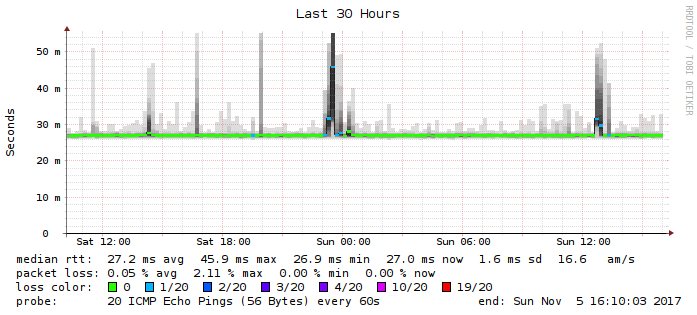 Last 30 Hours
RRDTOOL / TOBI OETIKER
Seconds
50 m
40 m
30 m
20 m
10 m
0
Sat 12:00 Sat 18:00 Sun 00:00 Sun 06:00 Sun 12:00
median rtt: 27.2 ms avg 45.9 ms max 26.9 ms min 27.0 ms now 1.6 ms sd 16.6 am/s
packet loss: 0.05 % avg 2.11 % max 0.00 % min 0.00 % now
loss color: 0 1/20 2/20 3/20 4/20 10/20 19/20
probe: 20 ICMP Echo Pings (56 Bytes) every 60s end: Sun Nov 5 16:10:03 2017